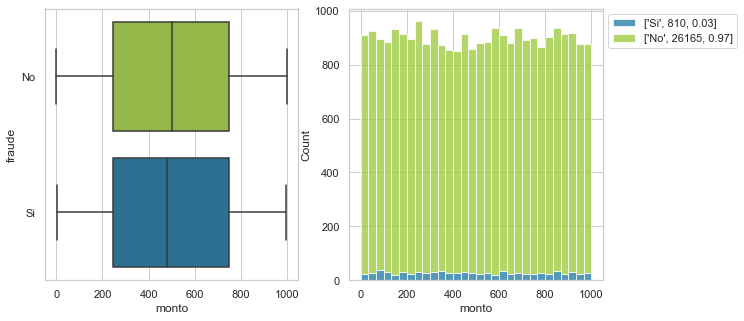 fraude
No
Si
0 200 400 600 800 1000
monto
Count
1000
800
600
400
200
0
0 200 400 600 800 1000
monto
['Si', 810, 0.03]
['No', 26165, 0.97]